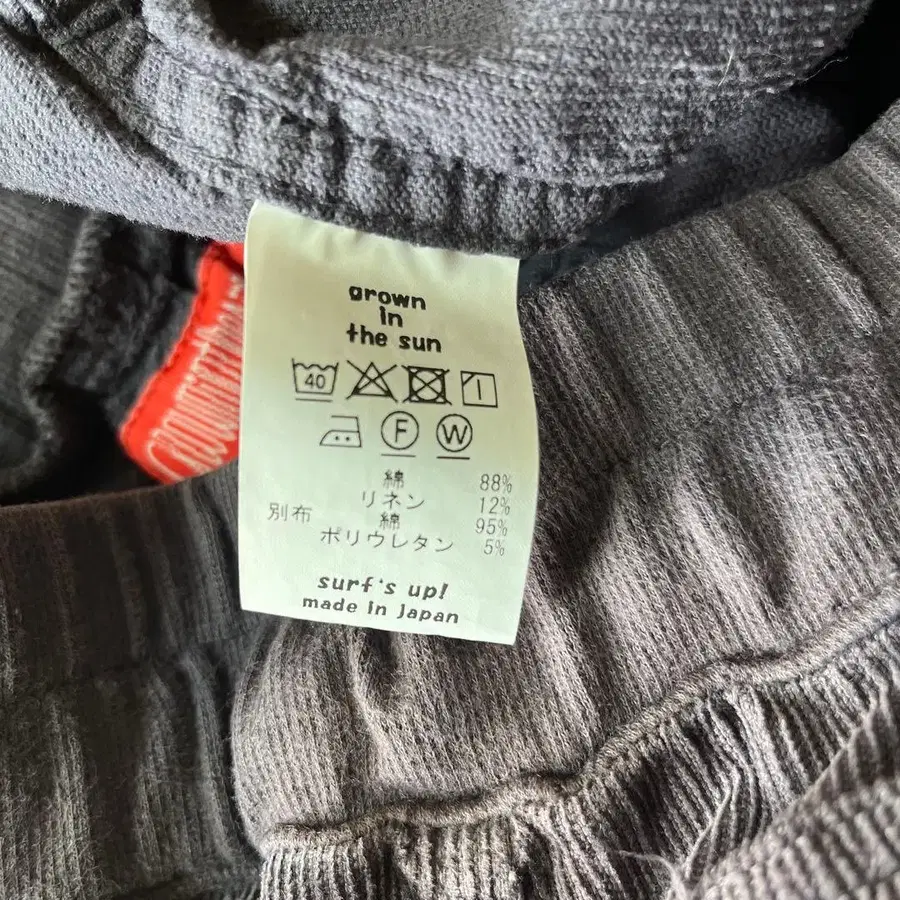 grown
in
the sun
40
F W
綿 88%
リネン 12%
別布 綿 95%
ポリウレタン 5%
surf's up!
made in Japan